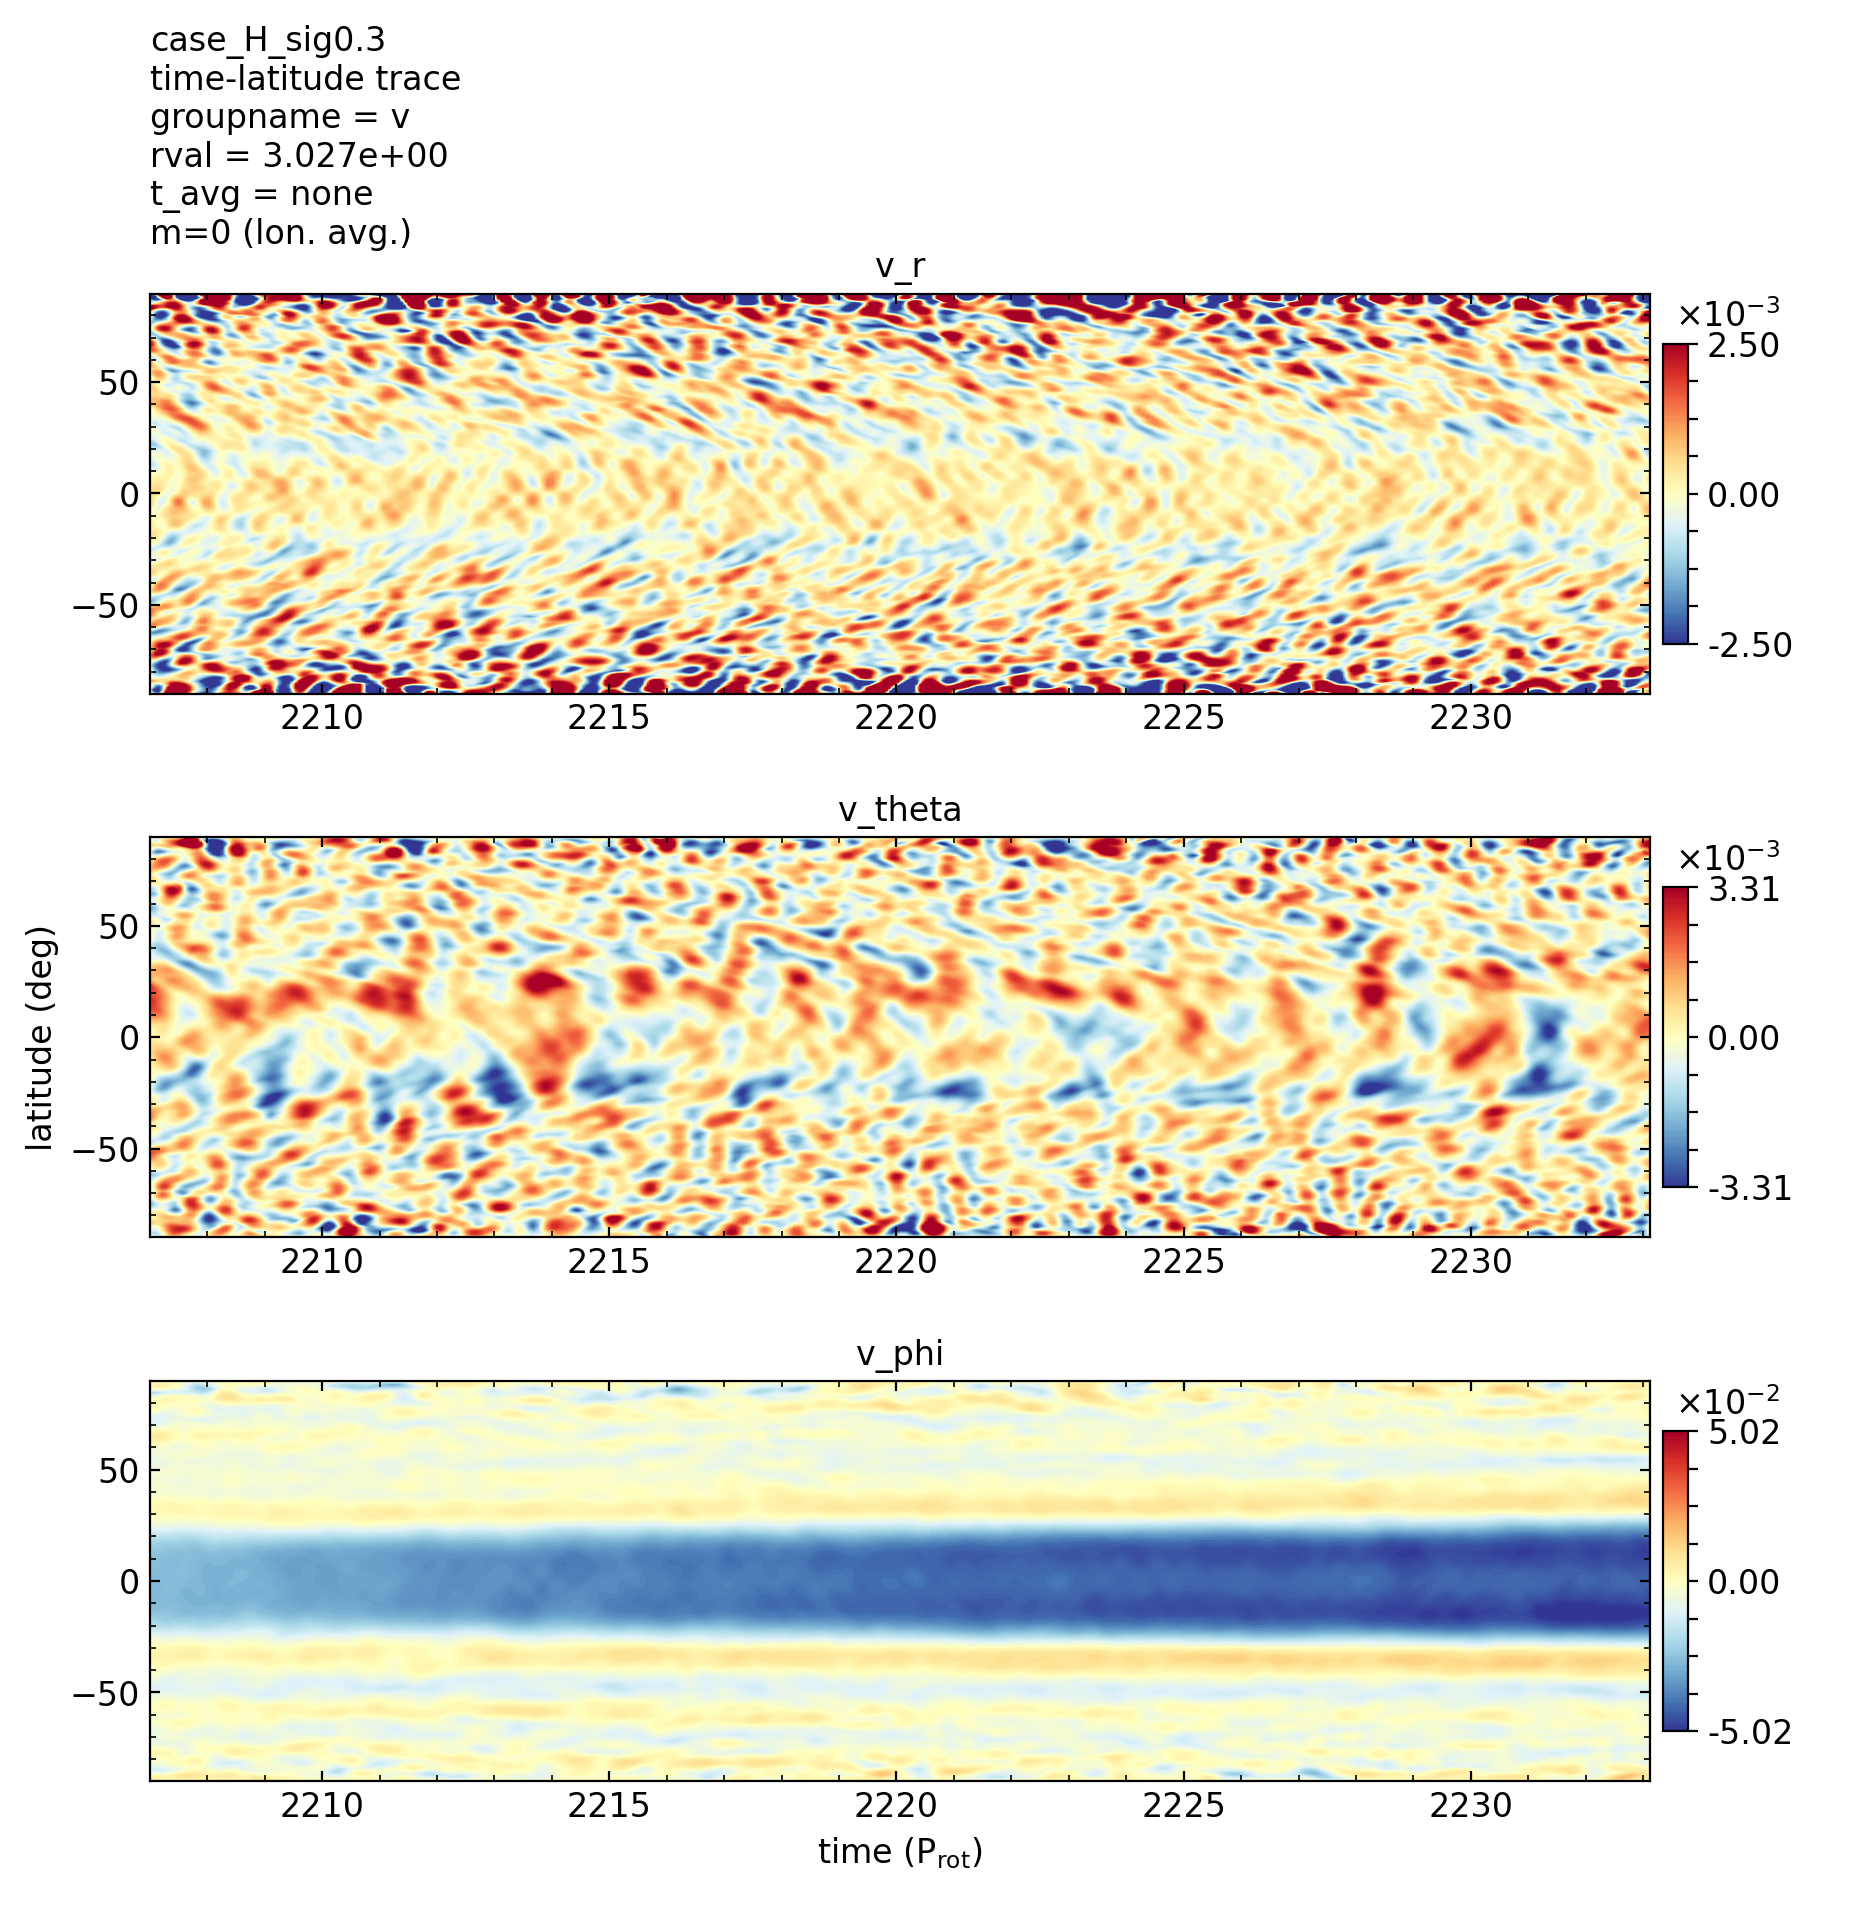 case_H_sig0.3
time-latitude trace
groupname = v
rval = 3.027e+00
t_avg = none
m=0 (lon. avg.)
v_r
×10⁻³
2.50
0.00
-2.50
50
0
−50
2210 2215 2220 2225 2230
v_theta
×10⁻³
3.31
0.00
-3.31
latitude (deg)
50
0
−50
2210 2215 2220 2225 2230
v_phi
×10⁻²
5.02
0.00
-5.02
50
0
−50
2210 2215 2220 2225 2230
time (P_rot)